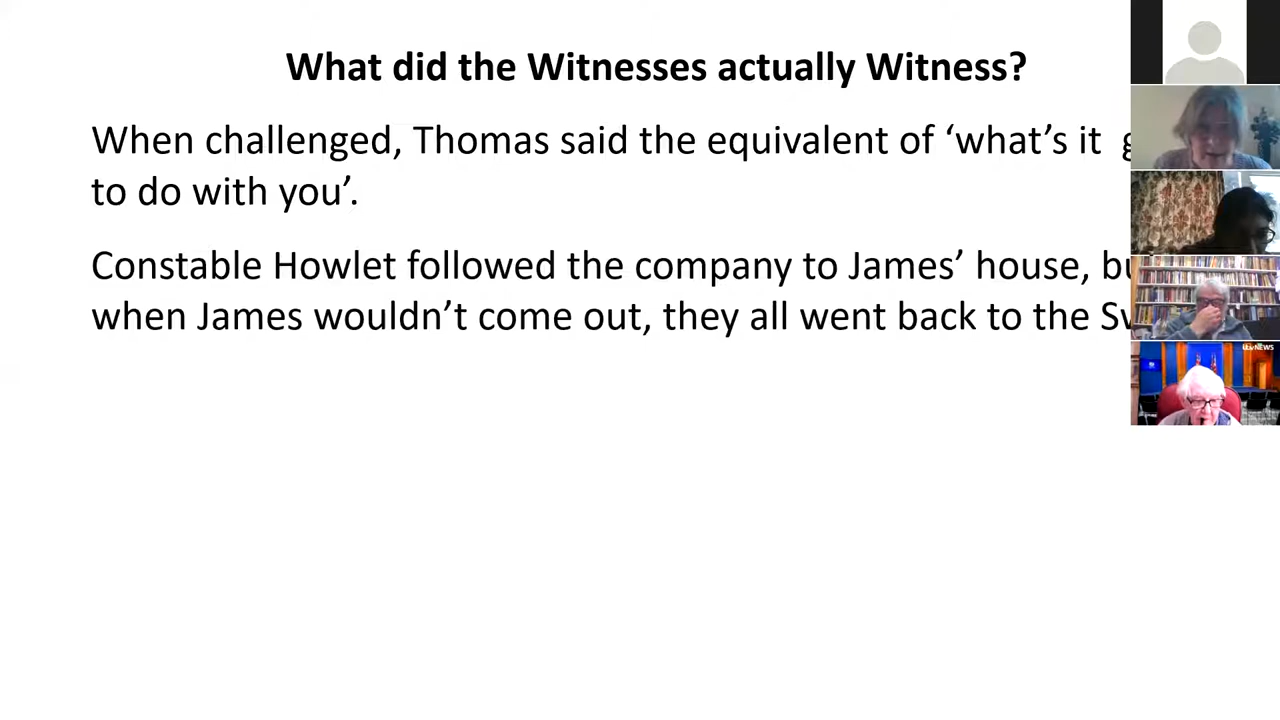 What did the Witnesses actually Witness?
When challenged, Thomas said the equivalent of ‘what’s it
to do with you’.
Constable Howlet followed the company to James’ house,
when James wouldn’t come out, they all went back to the
itv NEWS